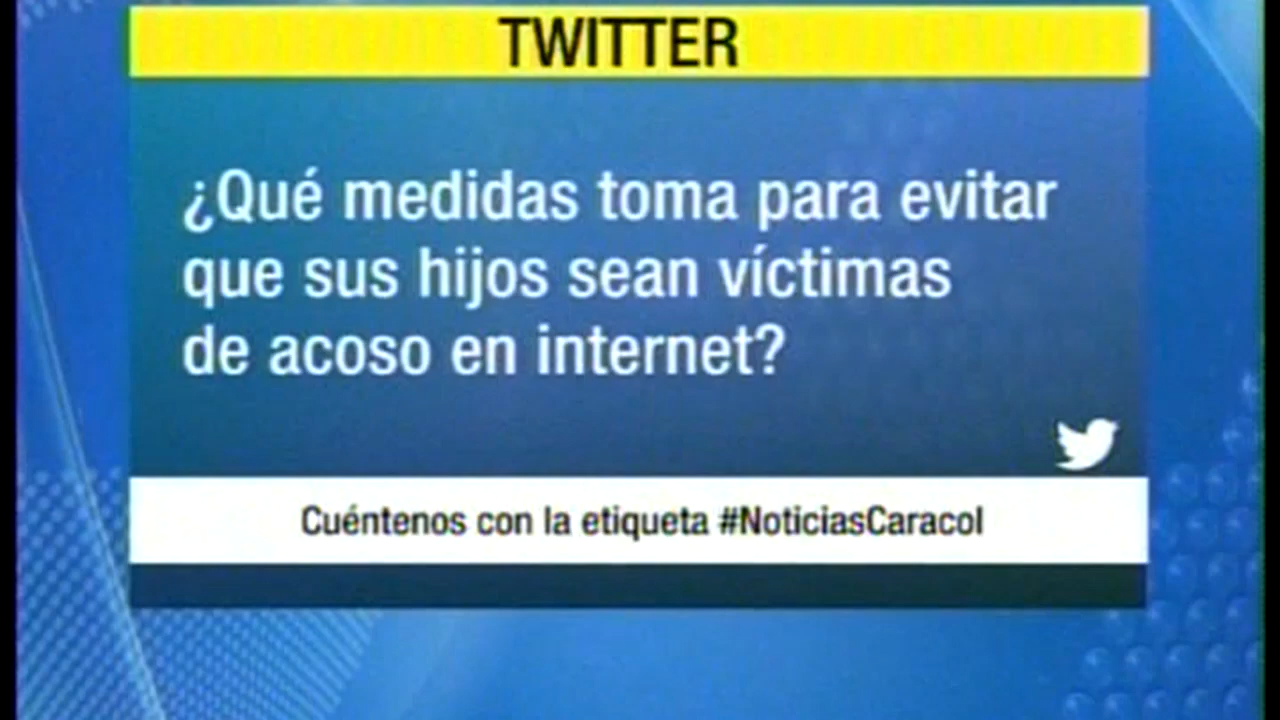 TWITTER
¿Qué medidas toma para evitar
que sus hijos sean víctimas
de acoso en internet?
Cuéntenos con la etiqueta #NoticiasCaracol